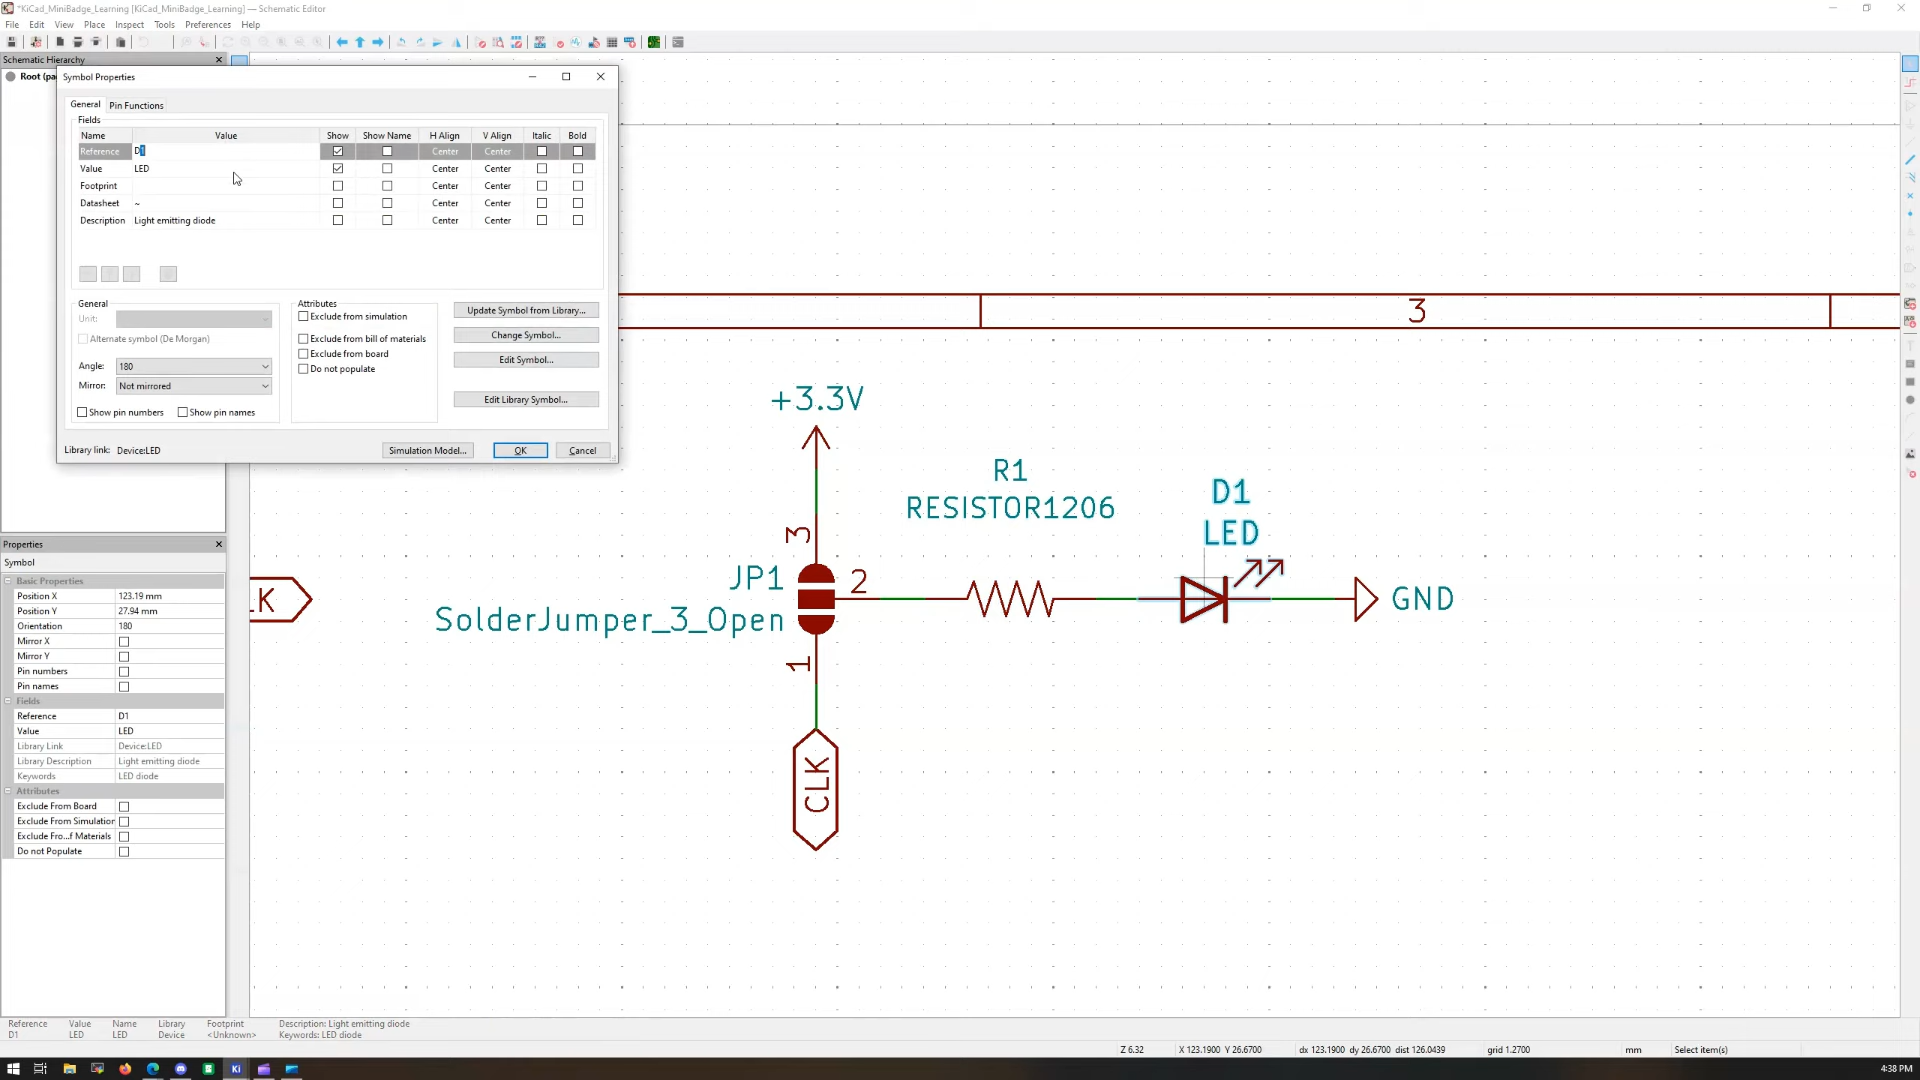 *KiCad_MiniBadge_Learning [KiCad_MiniBadge_Learning] — Schematic Editor
File Edit View Place Inspect Tools Preferences Help
Schematic Hierarchy
Root (pa
Symbol Properties
General Pin Functions
Fields
Name Value Show Show Name H Align V Align Italic Bold
Reference D1 Center Center
Value LED Center Center
Footprint Center Center
Datasheet ~ Center Center
Description Light emitting diode Center Center
General
Unit:
Alternate symbol (De Morgan)
Angle: 180
Mirror: Not mirrored
Show pin numbers Show pin names
Attributes
Exclude from simulation
Exclude from bill of materials
Exclude from board
Do not populate
Update Symbol from Library...
Change Symbol...
Edit Symbol...
Edit Library Symbol...
Library link: Device:LED
Simulation Model... OK Cancel
3
+3.3V
R1
RESISTOR1206
D1
LED
3
JP1
2
SolderJumper_3_Open
1
GND
CLK
LK
Properties
Symbol
Basic Properties
Position X 123.19 mm
Position Y 27.94 mm
Orientation 180
Mirror X
Mirror Y
Pin numbers
Pin names
Fields
Reference D1
Value LED
Library Link Device:LED
Library Description Light emitting diode
Keywords LED diode
Attributes
Exclude From Board
Exclude From Simulation
Exclude Fro...f Materials
Do not Populate
Reference Value Name Library Footprint Description: Light emitting diode
D1 LED LED Device <Unknown> Keywords: LED diode
Z 6.32 X 123.1900 Y 26.6700 dx 123.1900 dy 26.6700 dist 126.0439 grid 1.2700 mm Select item(s)
Ki
4:38 PM